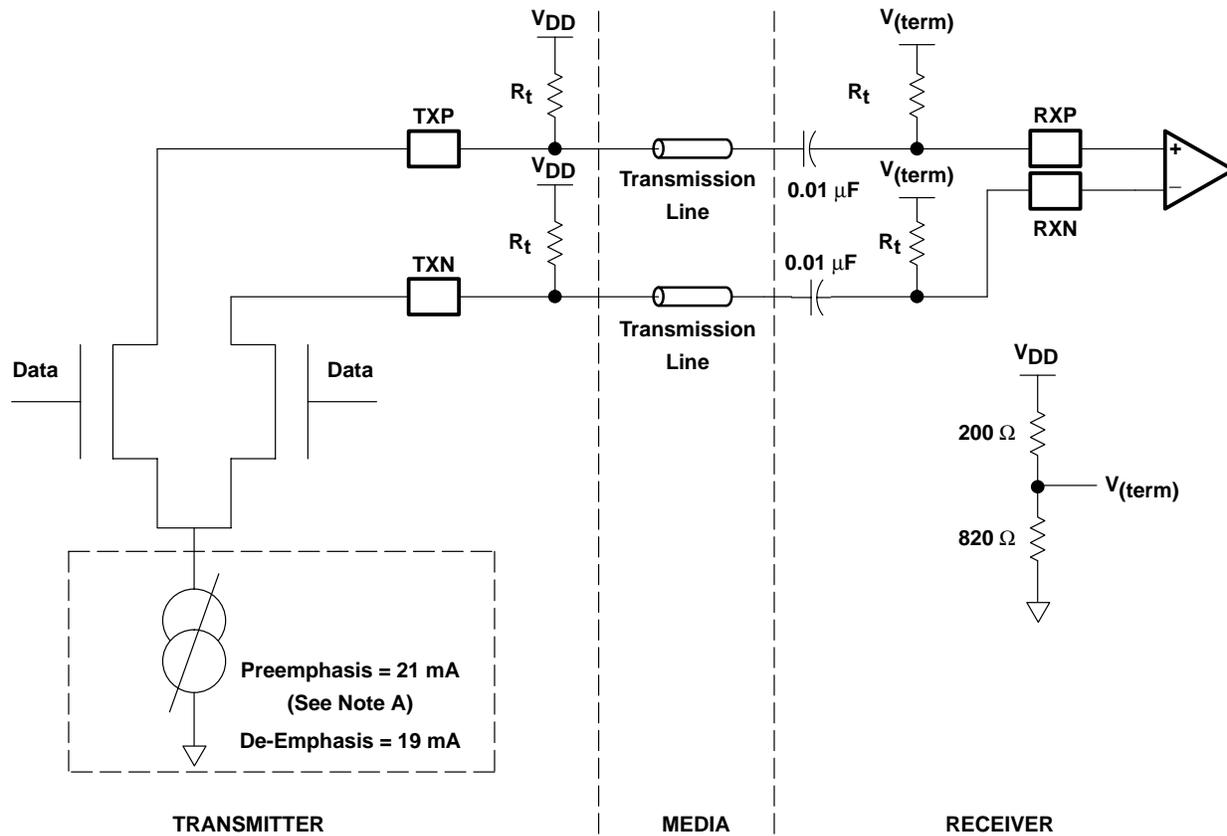 VDD
V(term)
Rt
Rt
TXP
RXP
VDD
V(term)
Transmission
Line
0.01 μF
RXN
Rt
Rt
TXN
0.01 μF
Transmission
Line
Data
Data
VDD
200 Ω
V(term)
820 Ω
Preemphasis = 21 mA
(See Note A)
De-Emphasis = 19 mA
TRANSMITTER
MEDIA
RECEIVER
+
−